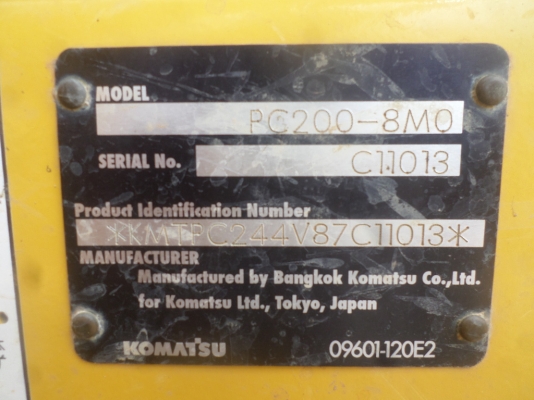 MODEL
PC200-8M0
SERIAL No.
C11013
Product Identification Number
*KMTPC244V87C11013*
MANUFACTURER
Manufactured by Bangkok Komatsu Co.,Ltd.
for Komatsu Ltd., Tokyo, Japan
KOMATSU
09601-120E2